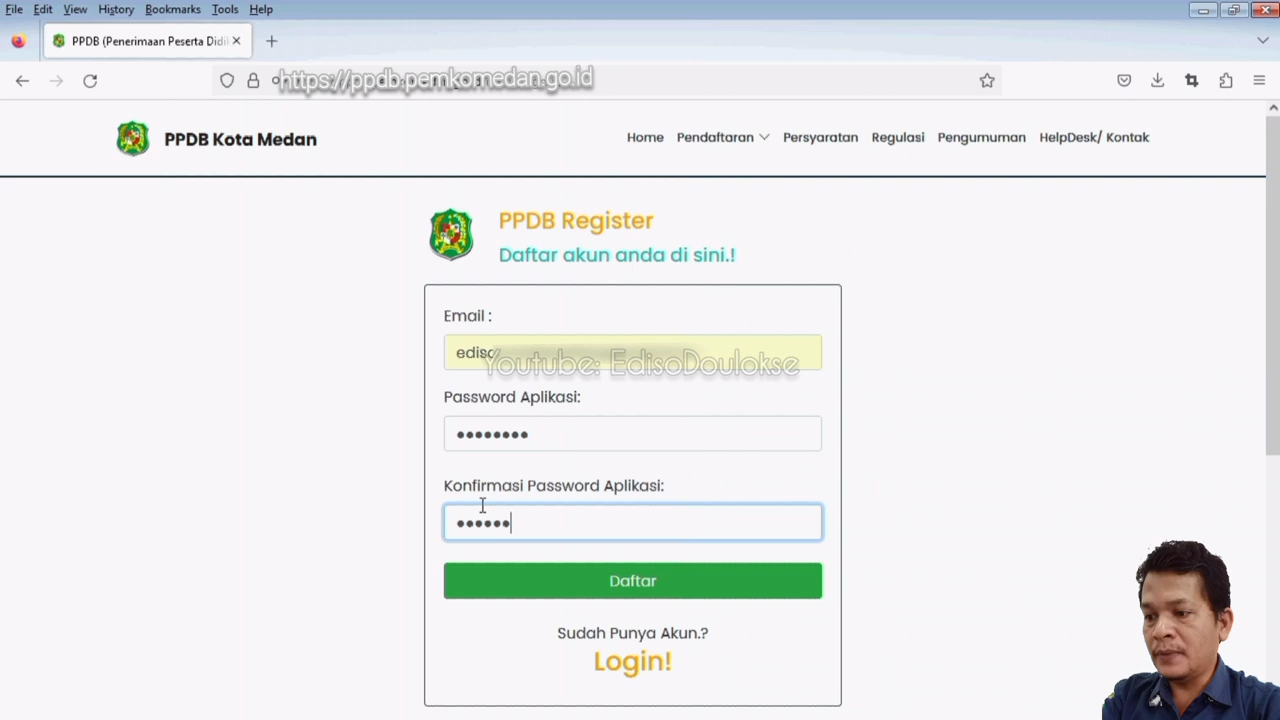 File Edit View History Bookmarks Tools Help
PPDB (Penerimaan Peserta Didi
https://ppdb.pemkomedan.go.id
PPDB Kota Medan
Home Pendaftaran Persyaratan Regulasi Pengumuman HelpDesk/ Kontak
PPDB Register
Daftar akun anda di sini.!
Email :
ediso
Youtube: EdisoDoulokse
Password Aplikasi:
Konfirmasi Password Aplikasi:
Daftar
Sudah Punya Akun.?
Login!